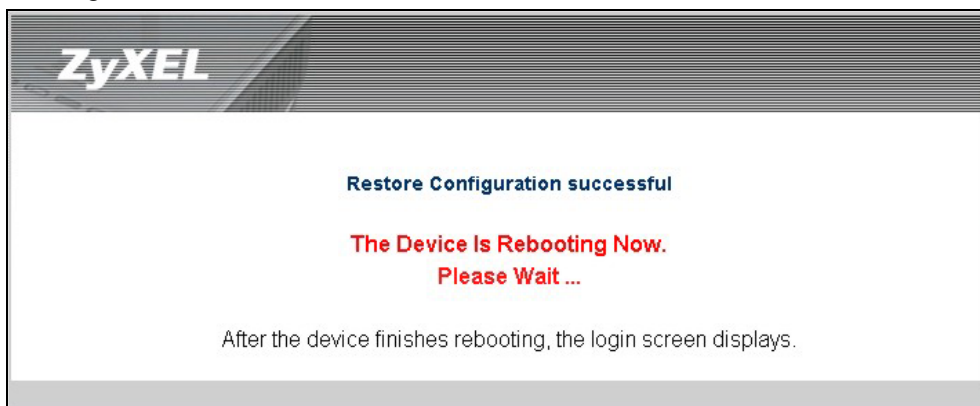 ZyXEL
Restore Configuration successful
The Device Is Rebooting Now.
Please Wait ...
After the device finishes rebooting, the login screen displays.